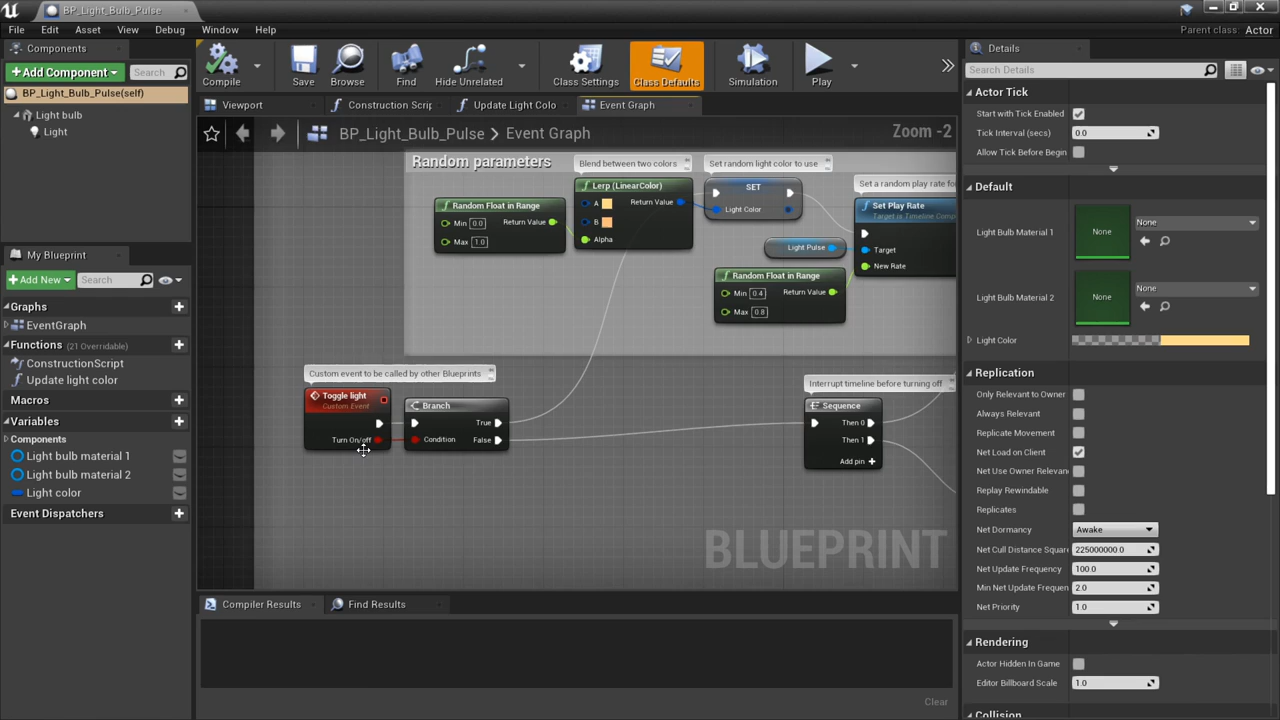 BP_Light_Bulb_Pulse
File Edit Asset View Debug Window Help
Parent class: Actor
Components
Add Component
Search
BP_Light_Bulb_Pulse(self)
Light bulb
Light
My Blueprint
Add New
Search
Graphs
EventGraph
Functions (21 Overridable)
ConstructionScript
Update light color
Macros
Variables
Components
Light bulb material 1
Light bulb material 2
Light color
Event Dispatchers
Compile
Save
Browse
Find
Hide Unrelated
Class Settings
Class Defaults
Simulation
Play
Viewport
Construction Scrip
Update Light Colo
Event Graph
BP_Light_Bulb_Pulse > Event Graph
Zoom -2
Random parameters
Blend between two colors
Set random light color to use
Set a random play rate for
Random Float in Range
Min 0.0
Return Value
Max 1.0
Lerp (LinearColor)
A
Return Value
B
Alpha
SET
Light Color
Set Play Rate
Target is Timeline Comp
Target
New Rate
Light Pulse
Random Float in Range
Min 0.4
Return Value
Max 0.8
Custom event to be called by other Blueprints
Toggle light
Custom Event
Turn On/off
Branch
True
Condition
False
Interrupt timeline before turning off
Sequence
Then 0
Then 1
Add pin +
BLUEPRINT
Compiler Results
Find Results
Clear
Details
Search Details
Actor Tick
Start with Tick Enabled
Tick Interval (secs) 0.0
Allow Tick Before Begin
Default
Light Bulb Material 1
None
None
Light Bulb Material 2
None
None
Light Color
Replication
Only Relevant to Owner
Always Relevant
Replicate Movement
Net Load on Client
Net Use Owner Relevan
Replay Rewindable
Replicates
Net Dormancy Awake
Net Cull Distance Square 225000000.0
Net Update Frequency 100.0
Min Net Update Frequen 2.0
Net Priority 1.0
Rendering
Actor Hidden In Game
Editor Billboard Scale 1.0
Collision